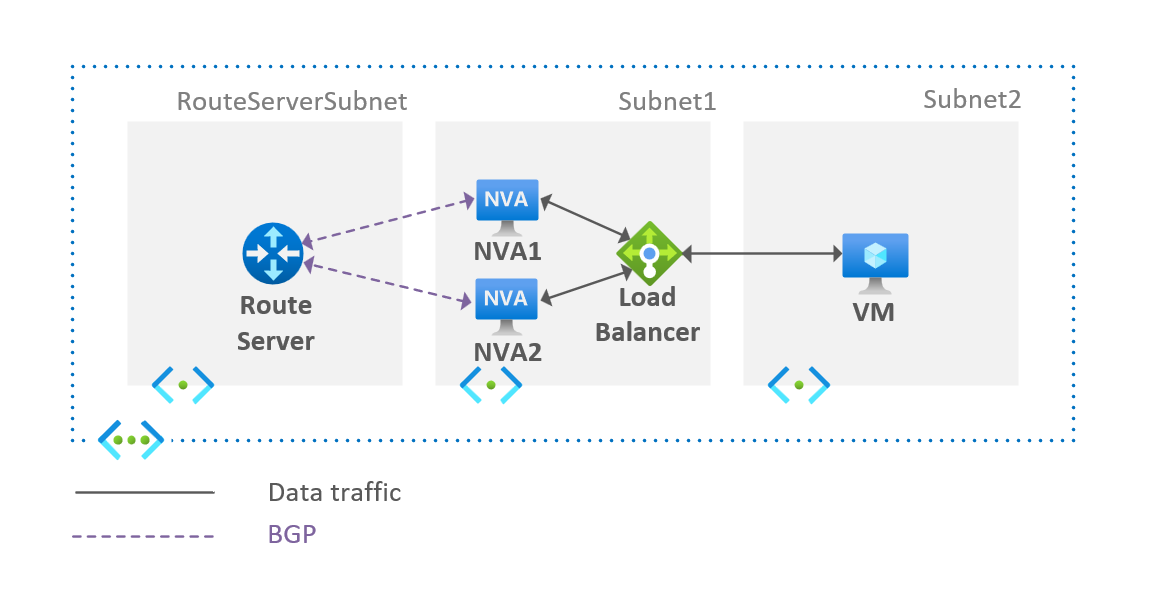 RouteServerSubnet
Subnet1
Subnet2
NVA
NVA1
Route
Server
NVA
NVA2
Load
Balancer
VM
Data traffic
BGP